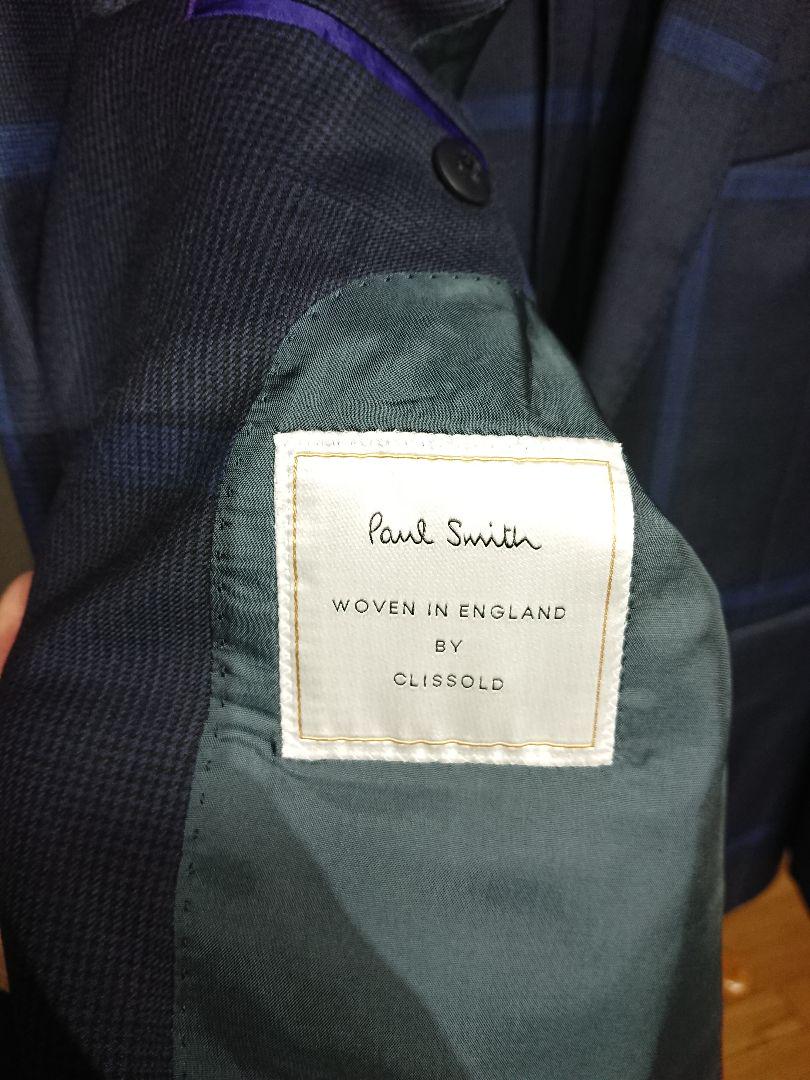 Paul Smith
WOVEN IN ENGLAND
BY
CLISSOLD